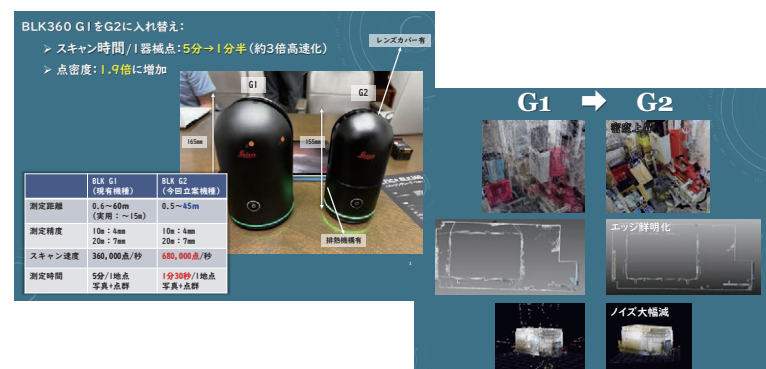 BLK360 G1をG2に入れ替え：
➢ スキャン時間/1器械点：5分→1分半(約3倍高速化)
➢ 点密度：1.9倍に増加
レンズカバー有
G1
G2
165mm
155mm
Leica
Leica
排熱機構有
BLK G1
(現有機種)
BLK G2
(今回立案機種)
測定距離
0.6～60m
(実用：～15m)
0.5～45m
測定精度
10m：4mm
20m：7mm
10m：4mm
20m：7mm
スキャン速度
360,000点/秒
680,000点/秒
測定時間
5分/1地点
写真+点群
1分30秒/1地点
写真+点群
1
G1 ➡ G2
エッジ鮮明化
ノイズ大幅減